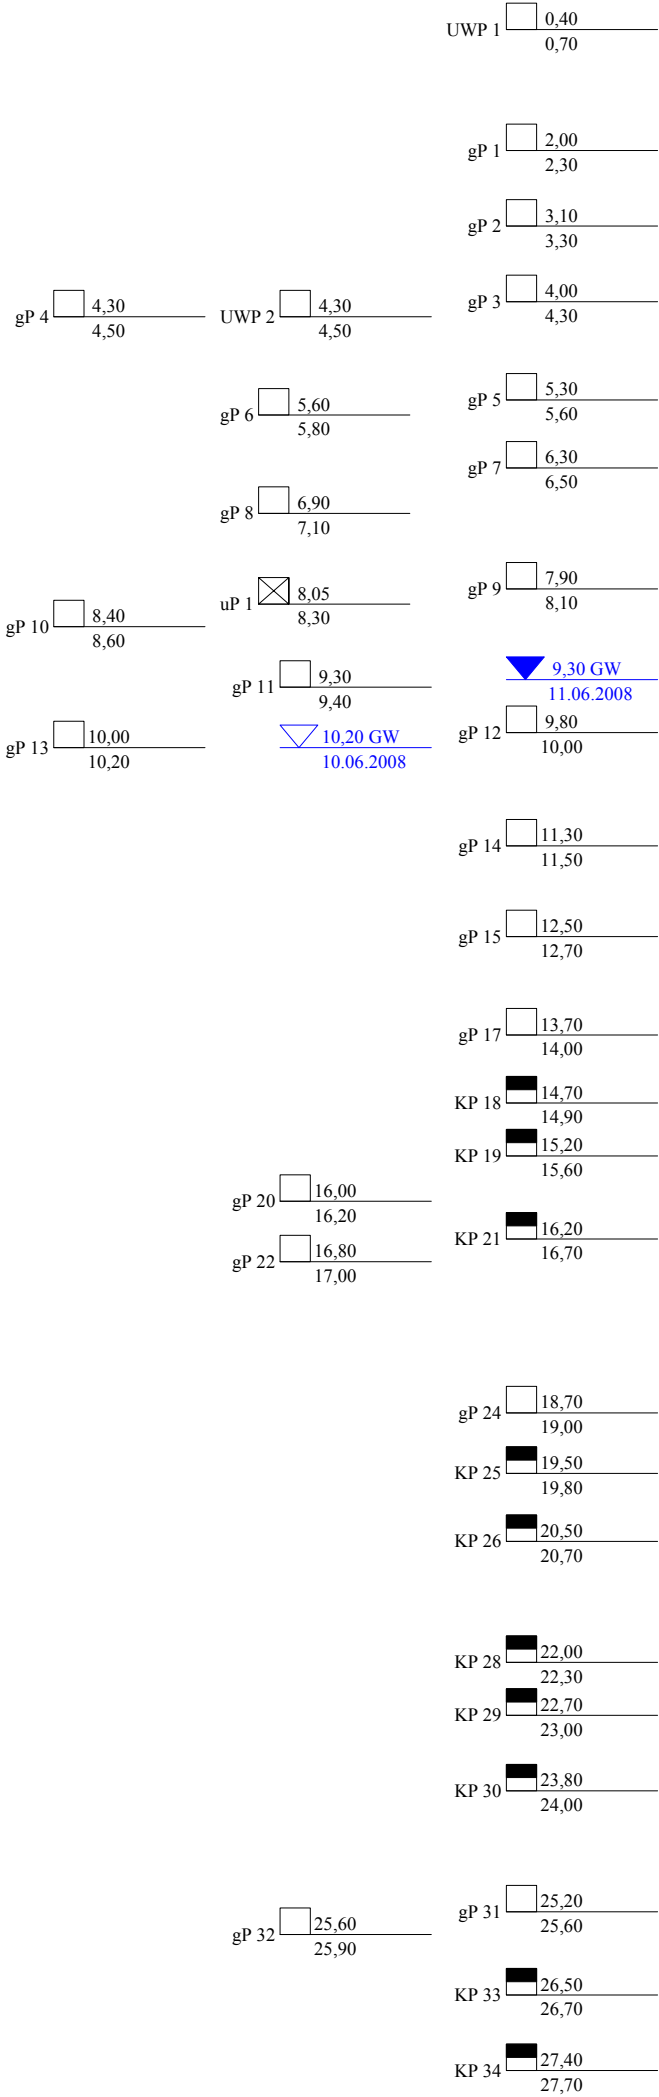 UWP 1 0,40
0,70
gP 1 2,00
2,30
gP 2 3,10
3,30
gP 3 4,00
4,30
gP 4 4,30
4,50
UWP 2 4,30
4,50
gP 5 5,30
5,60
gP 6 5,60
5,80
gP 7 6,30
6,50
gP 8 6,90
7,10
gP 9 7,90
8,10
uP 1 8,05
8,30
gP 10 8,40
8,60
9,30 GW
11.06.2008
gP 11 9,30
9,40
gP 12 9,80
10,00
gP 13 10,00
10,20
10,20 GW
10.06.2008
gP 14 11,30
11,50
gP 15 12,50
12,70
gP 17 13,70
14,00
KP 18 14,70
14,90
KP 19 15,20
15,60
gP 20 16,00
16,20
KP 21 16,20
16,70
gP 22 16,80
17,00
gP 24 18,70
19,00
KP 25 19,50
19,80
KP 26 20,50
20,70
KP 28 22,00
22,30
KP 29 22,70
23,00
KP 30 23,80
24,00
gP 31 25,20
25,60
gP 32 25,60
25,90
KP 33 26,50
26,70
KP 34 27,40
27,70